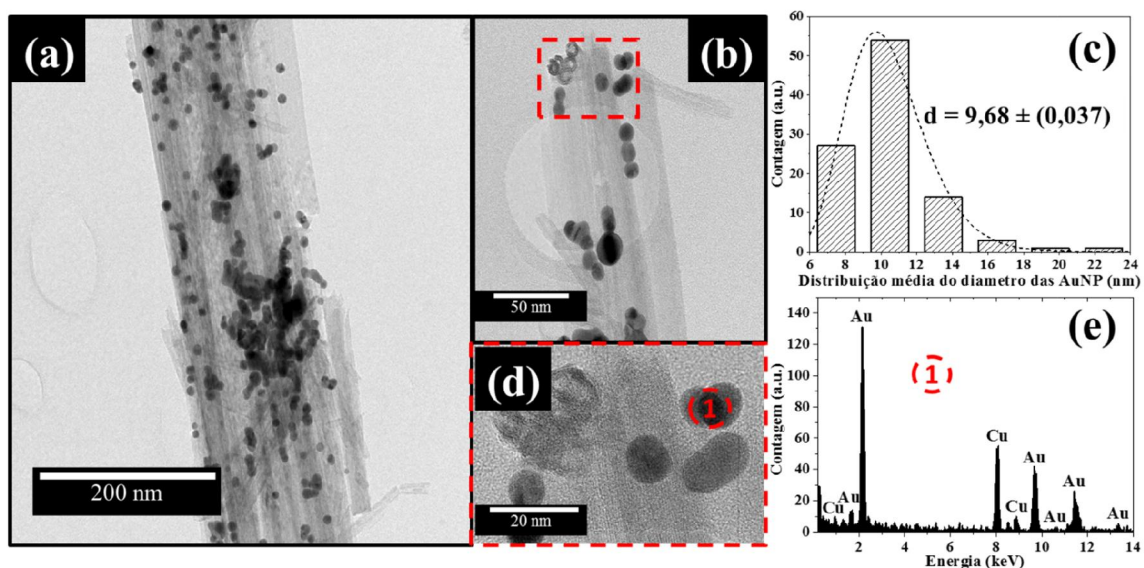 (a)
200 nm
(b)
50 nm
(c)
Contagem (a.u.)
60
50
40
30
20
10
0
d = 9,68 ± (0,037)
6 8 10 12 14 16 18 20 22 24
Distribuição média do diametro das AuNP (nm)
(d)
1
20 nm
(e)
1
Contagem (a.u.)
140
120
100
80
60
40
20
0
Au
Cu
Au
Cu
Au
Cu
Au
Au
Au
2 4 6 8 10 12 14
Energia (keV)